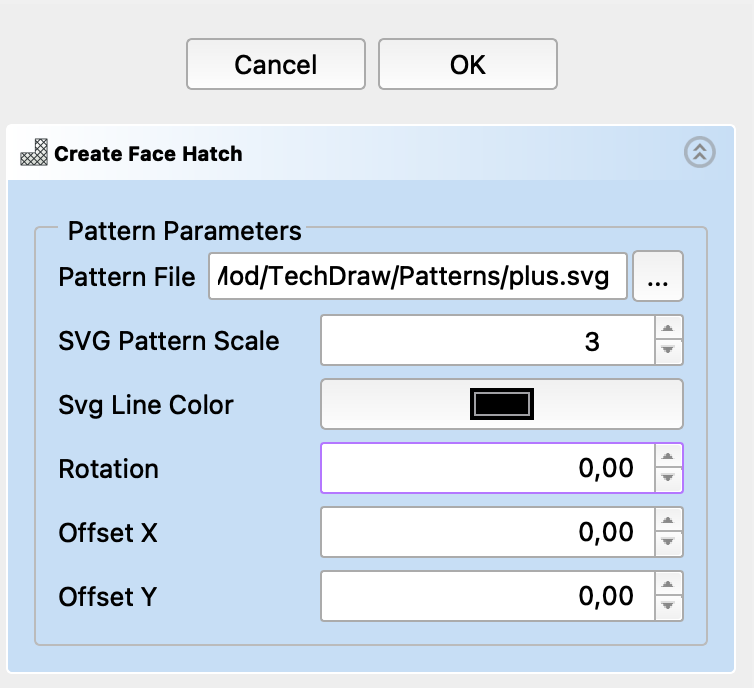 Cancel OK
Create Face Hatch
Pattern Parameters
Pattern File /Mod/TechDraw/Patterns/plus.svg ...
SVG Pattern Scale 3
Svg Line Color
Rotation 0,00
Offset X 0,00
Offset Y 0,00